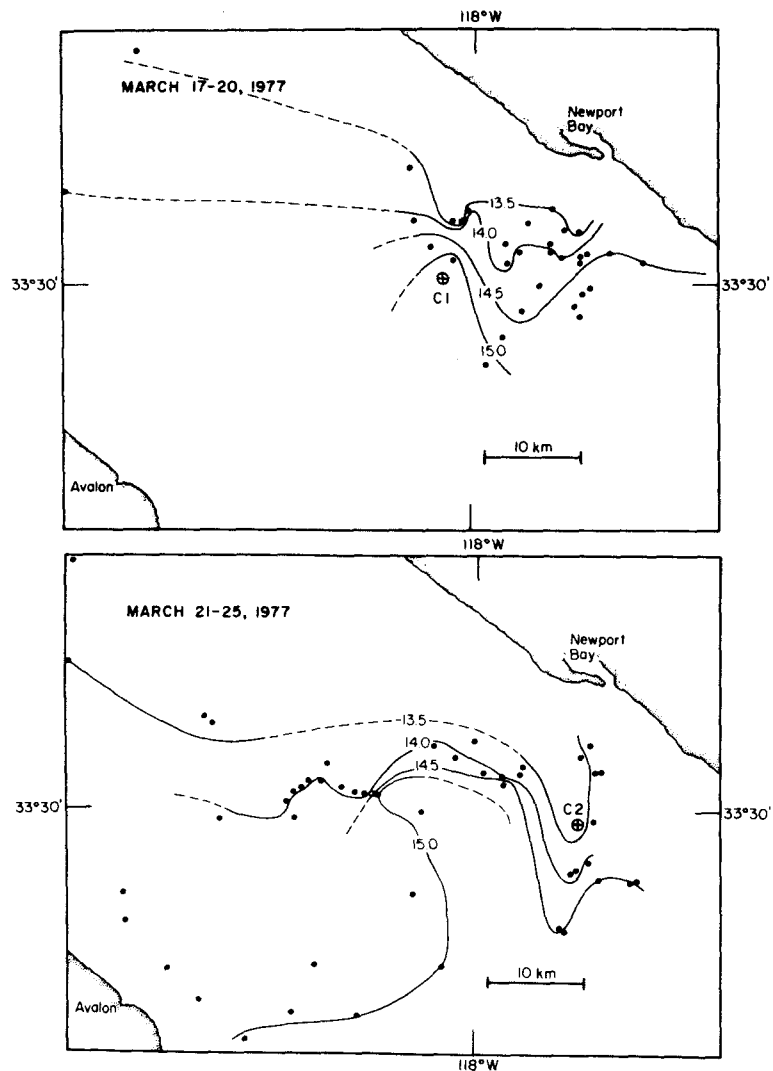 118°W
MARCH 17-20, 1977
Newport
Bay
13.5
14.0
33°30'
33°30'
C1
14.5
15.0
10 km
Avalon
118°W
MARCH 21-25, 1977
Newport
Bay
13.5
14.0
14.5
C2
33°30'
33°30'
15.0
10 km
Avalon
118°W